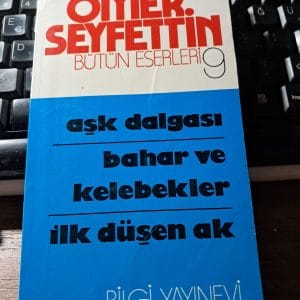 ÖMER.
SEYFETTİN
BÜTÜN ESERLERİ 9
aşk dalgası
bahar ve
kelebekler
ilk düşen ak
BİLGİ YAYINEVİ